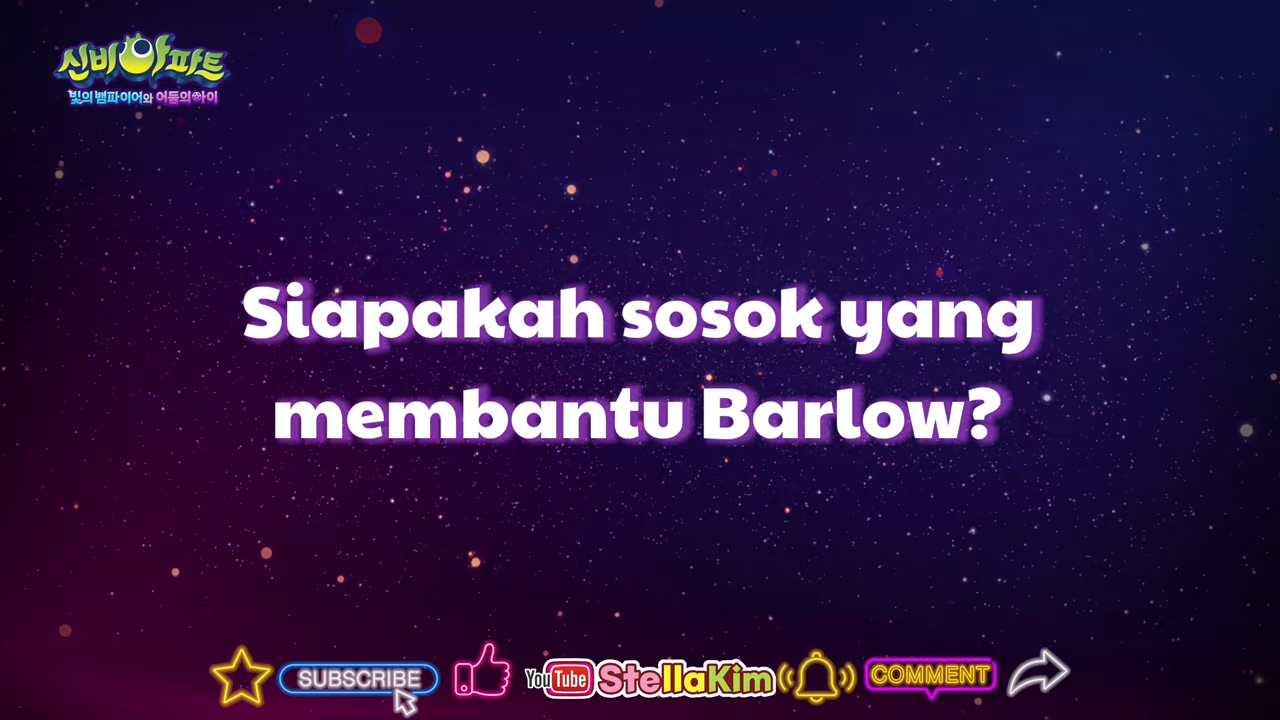 신비아파트
빛의 뱀파이어와 어둠의 아이
Siapakah sosok yang
membantu Barlow?
SUBSCRIBE
YouTube StellaKim
COMMENT